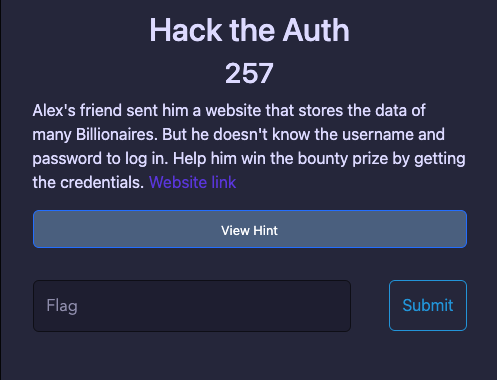 Hack the Auth
257
Alex's friend sent him a website that stores the data of
many Billionaires. But he doesn't know the username and
password to log in. Help him win the bounty prize by getting
the credentials. Website link
View Hint
Flag
Submit